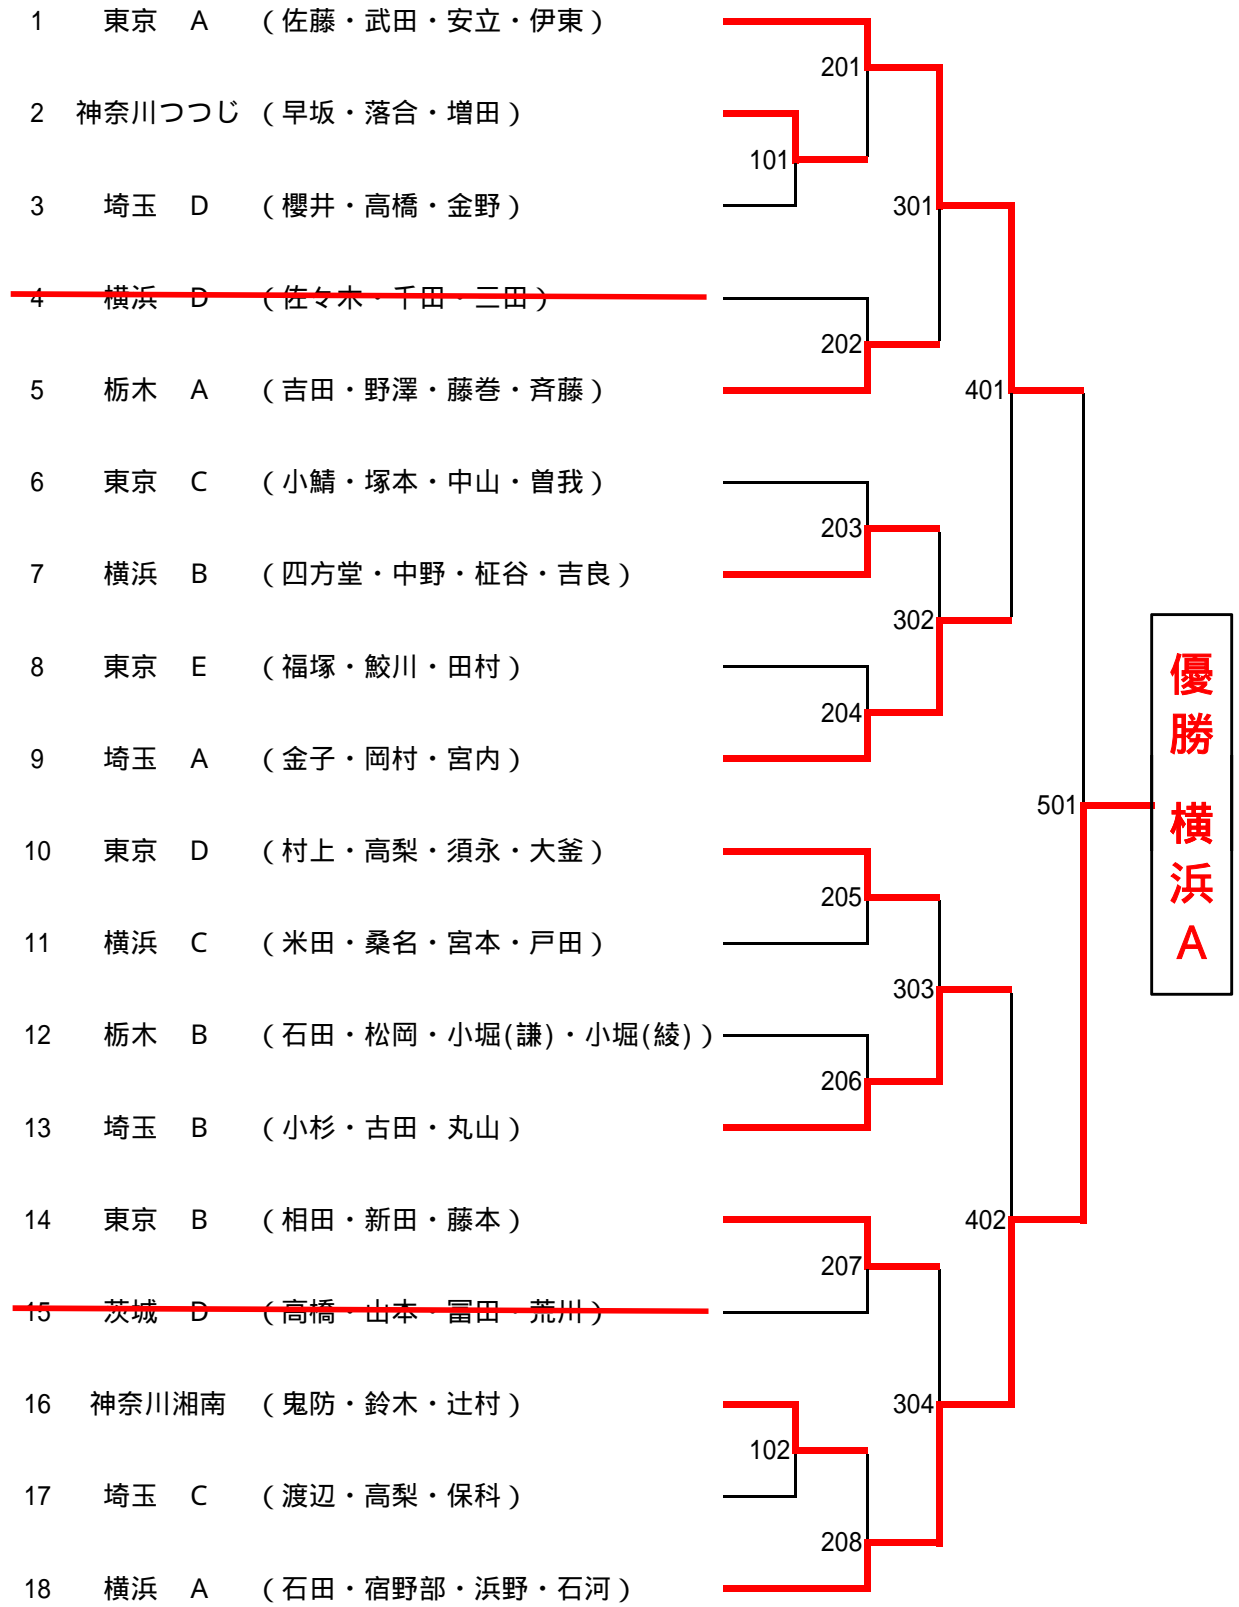 1 東京 A （佐藤・武田・安立・伊東）
201
2 神奈川つつじ （早坂・落合・増田）
101
3 埼玉 D （櫻井・高橋・金野）
301
4 横浜 D （佐々木・千田・三田）
202
5 栃木 A （吉田・野澤・藤巻・斉藤）
401
6 東京 C （小鯖・塚本・中山・曽我）
203
7 横浜 B （四方堂・中野・柾谷・吉良）
302
8 東京 E （福塚・鮫川・田村）
204
9 埼玉 A （金子・岡村・宮内）
501
優勝 横浜A
10 東京 D （村上・高梨・須永・大釜）
205
11 横浜 C （米田・桑名・宮本・戸田）
303
12 栃木 B （石田・松岡・小堀(謙)・小堀(綾)）
206
13 埼玉 B （小杉・古田・丸山）
14 東京 B （相田・新田・藤本）
402
207
15 茨城 D （高橋・山本・冨田・荒川）
16 神奈川湘南 （鬼防・鈴木・辻村）
304
102
17 埼玉 C （渡辺・高梨・保科）
208
18 横浜 A （石田・宿野部・浜野・石河）